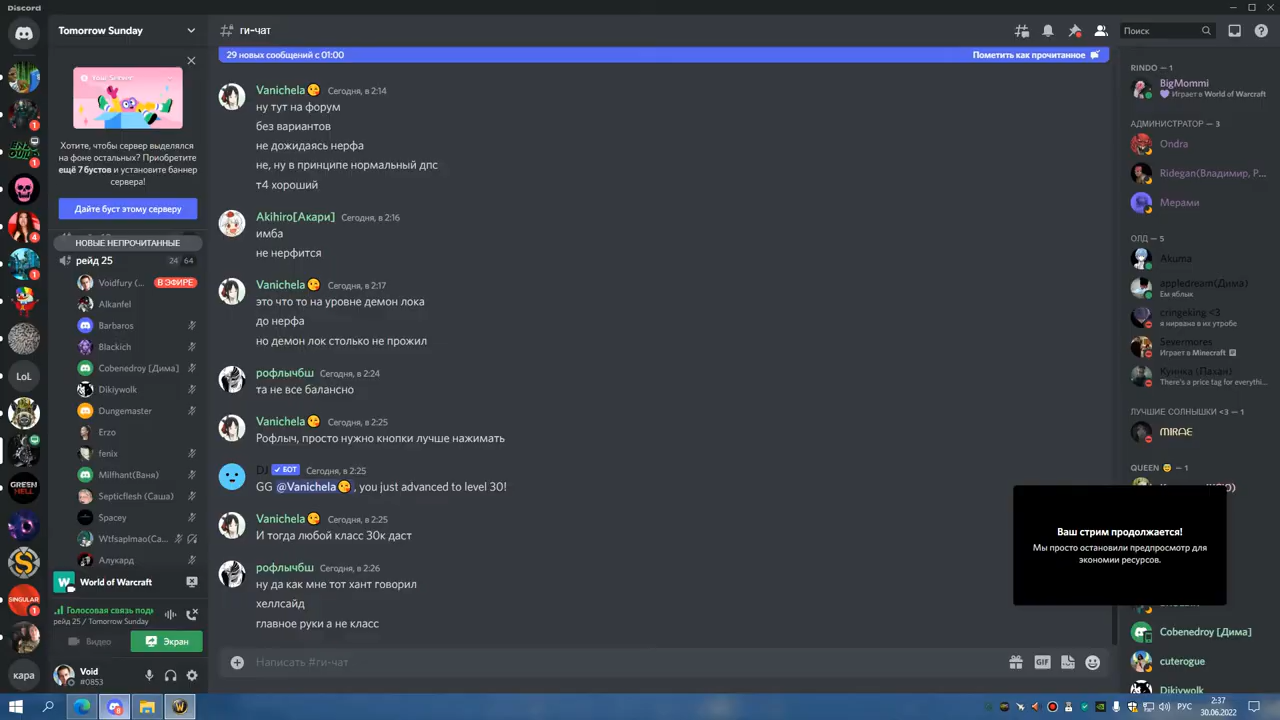 Discord
Tomorrow Sunday
ги-чат
Поиск
29 новых сообщений с 01:00
Пометить как прочитанное
Your Server
Хотите, чтобы сервер выделялся
на фоне остальных? Приобретите
ещё 7 бустов и установите баннер
сервера!
Дайте буст этому серверу
НОВЫЕ НЕПРОЧИТАННЫЕ
рейд 25
24 64
Voidfury (...
В ЭФИРЕ
Alkanfel
Barbaros
Blackich
Cobenedroy [Дима]
Dikiywolk
Dungemaster
Erzo
fenix
Milfhant(Ваня)
Septicflesh (Саша)
Spacey
Wtfsaplmao(Са...
Алукард
World of Warcraft
Голосовая связь подк
рейд 25 / Tomorrow Sunday
Видео
Экран
Void
#0853
LoL
GREEN HELL
SINGULAR
кара
Vanichela Сегодня, в 2:14
ну тут на форум
без вариантов
не дожидаясь нерфа
не, ну в принципе нормальный дпс
т4 хороший
Akihiro[Акари] Сегодня, в 2:16
имба
не нерфится
Vanichela Сегодня, в 2:17
это что то на уровне демон лока
до нерфа
но демон лок столько не прожил
рофлычбш Сегодня, в 2:24
та не все балансно
Vanichela Сегодня, в 2:25
Рофлыч, просто нужно кнопки лучше нажимать
DJ БОТ Сегодня, в 2:25
GG @Vanichela , you just advanced to level 30!
Vanichela Сегодня, в 2:25
И тогда любой класс 30к даст
рофлычбш Сегодня, в 2:26
ну да как мне тот хант говорил
хеллсайд
главное руки а не класс
Написать #ги-чат
GIF
RINDO — 1
BigMommi
Играет в World of Warcraft
АДМИНИСТРАТОР — 3
Ondra
Ridegan(Владимир, Р...
Мерами
ОЛД — 5
Akuma
appledream(Дима)
Ем яблык
cringeking <3
я нирвана в их утробе
Severmores
Играет в Minecraft
Куинка (Пахан)
There's a price tag for everythi...
ЛУЧШИЕ СОЛНЫШКИ <3 — 1
MIRAE
QUEEN — 1
Ваш стрим продолжается!
Мы просто остановили предпросмотр для
экономии ресурсов.
Cobenedroy [Дима]
cuterogue
Dikiywolk
РУС
2:37
30.06.2022